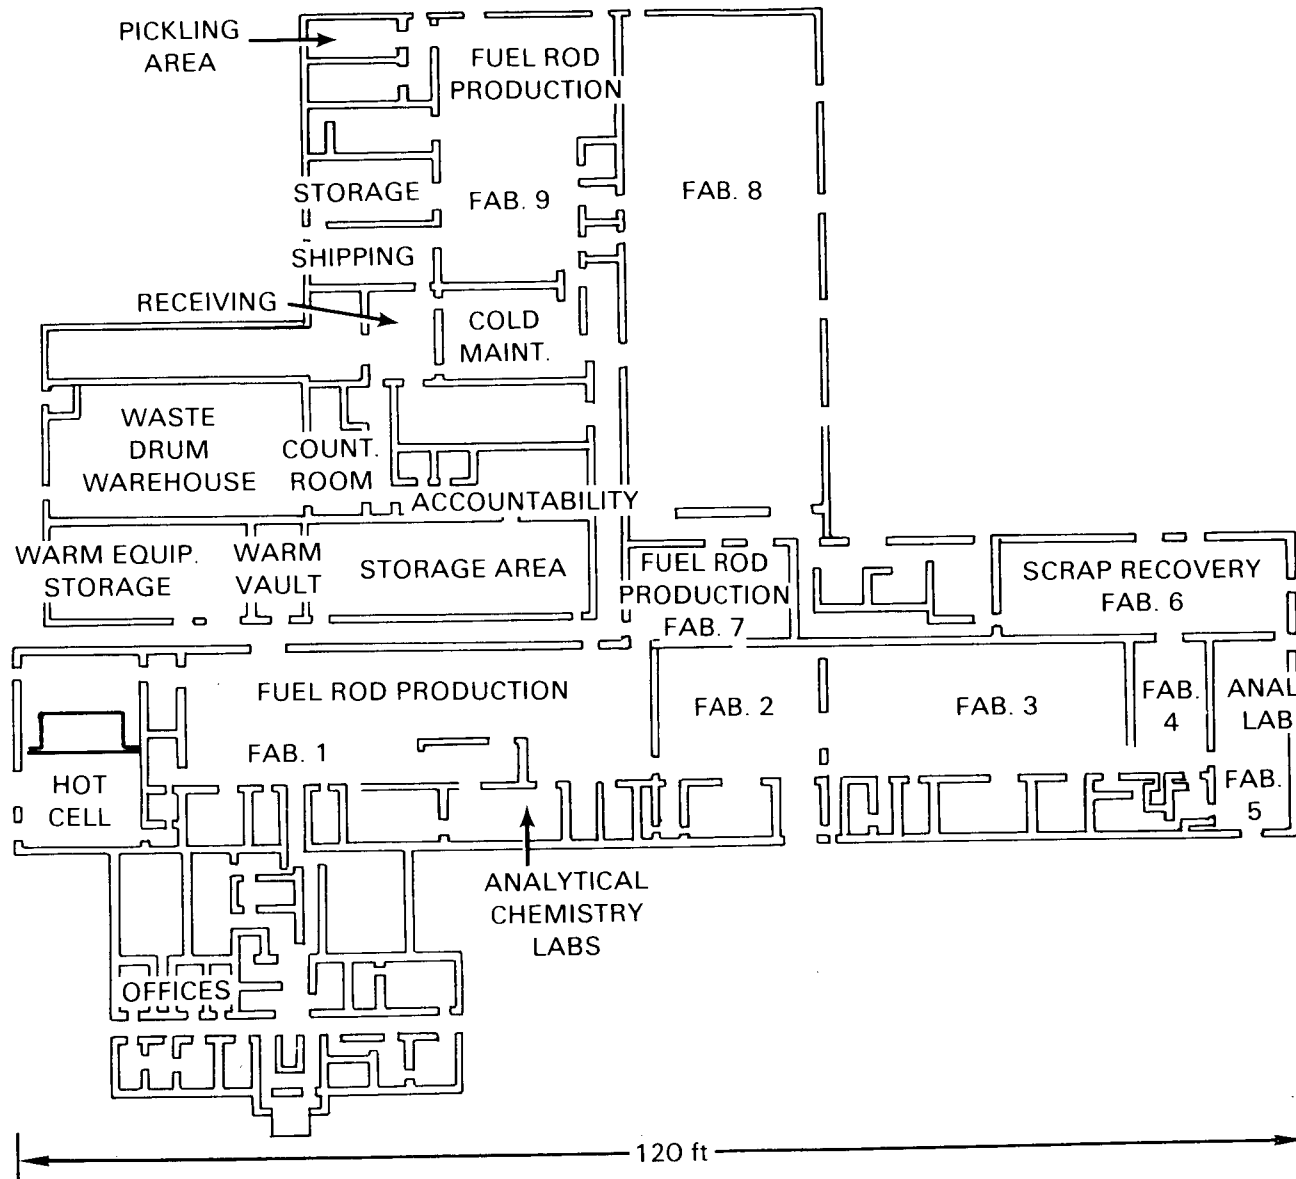 PICKLING
AREA
FUEL ROD
PRODUCTION
STORAGE
FAB. 9
FAB. 8
SHIPPING
RECEIVING
COLD
MAINT.
WASTE
DRUM
WAREHOUSE
COUNT.
ROOM
ACCOUNTABILITY
WARM EQUIP.
STORAGE
WARM
VAULT
STORAGE AREA
FUEL ROD
PRODUCTION
FAB. 7
SCRAP RECOVERY
FAB. 6
FUEL ROD PRODUCTION
FAB. 1
FAB. 2
FAB. 3
FAB.
4
ANAL
LAB
FAB.
5
HOT
CELL
ANALYTICAL
CHEMISTRY
LABS
OFFICES
120 ft